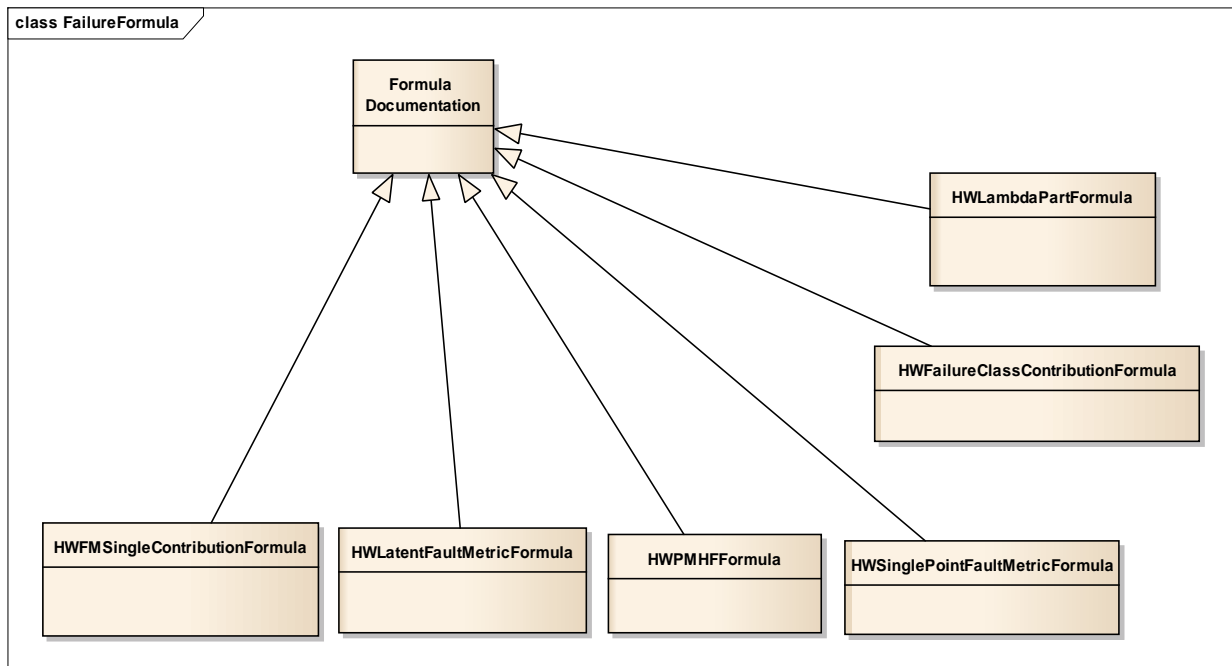 class FailureFormula
Formula
Documentation
HWLambdaPartFormula
HWFailureClassContributionFormula
HWFMSingleContributionFormula
HWLatentFaultMetricFormula
HWPMHFFormula
HWSinglePointFaultMetricFormula